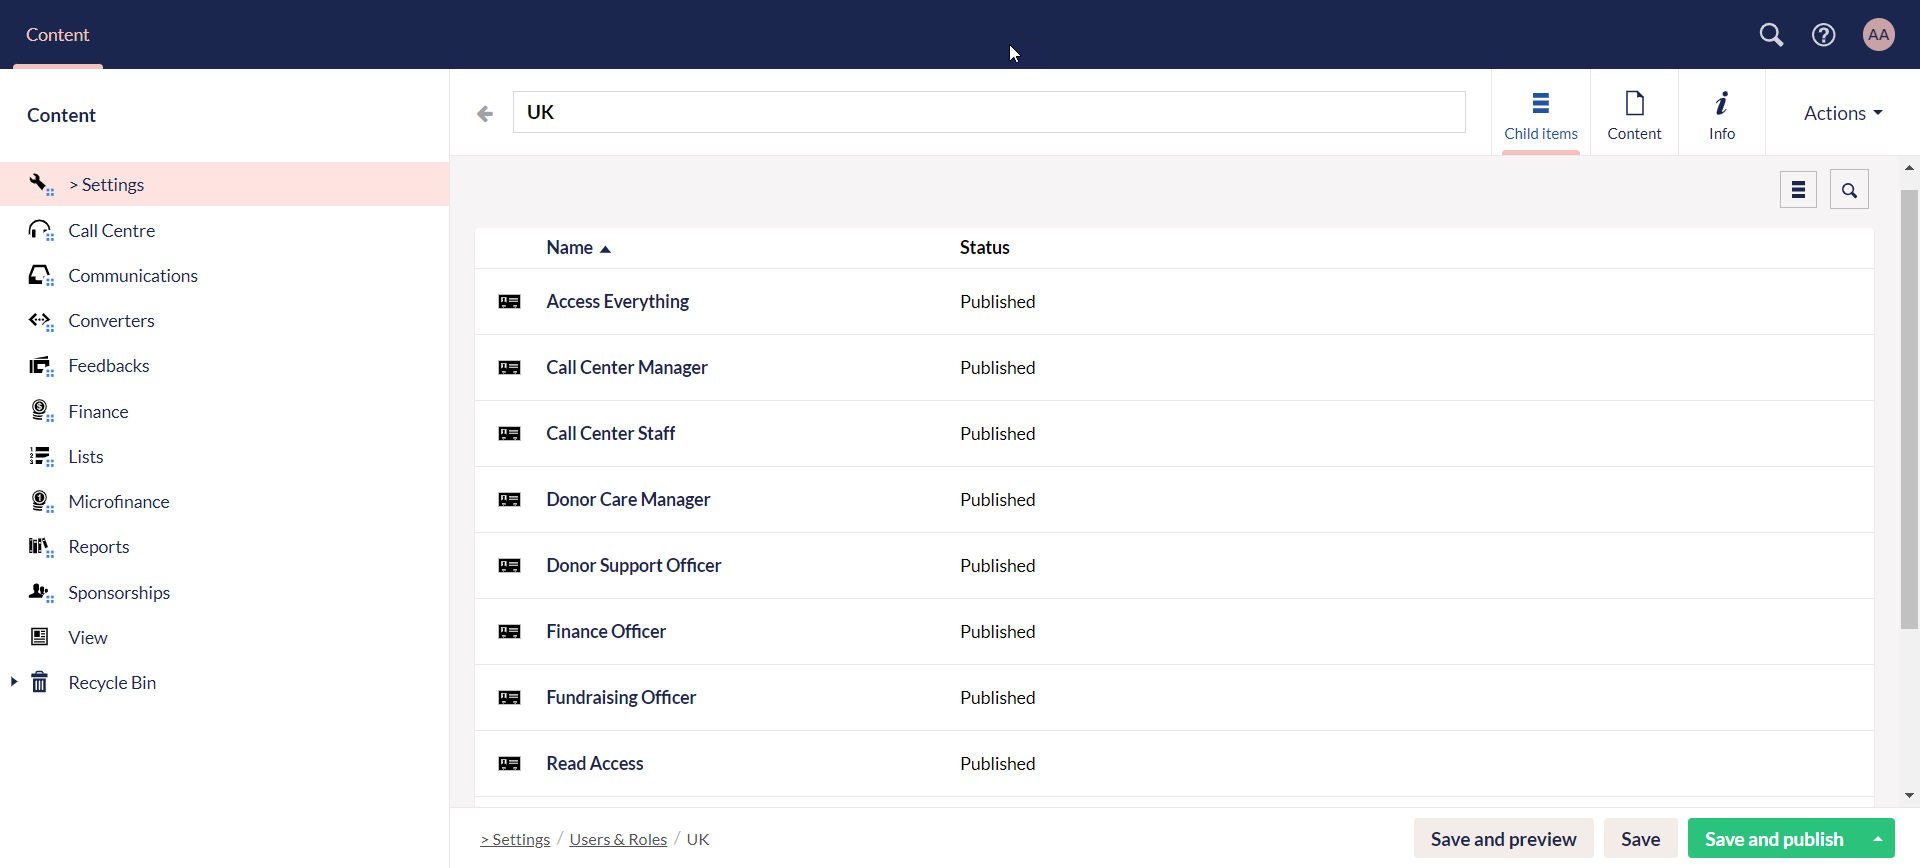 Content
AA
Content
> Settings
Call Centre
Communications
Converters
Feedbacks
Finance
Lists
Microfinance
Reports
Sponsorships
View
Recycle Bin
UK
Child items
Content
Info
Actions
Name Status
Access Everything Published
Call Center Manager Published
Call Center Staff Published
Donor Care Manager Published
Donor Support Officer Published
Finance Officer Published
Fundraising Officer Published
Read Access Published
> Settings / Users & Roles / UK
Save and preview
Save
Save and publish